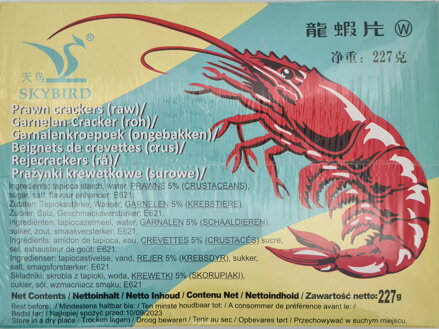 龍蝦片 W
净重：227克
天鸟
SKYBIRD
Prawn crackers (raw)/
Garnelen-Cracker (roh)/
Garnalenkroepoek (ongebakken)/
Beignets de crevettes (crus)/
Rejecrackers (rå)/
Prażynki krewetkowe (surowe)/
Ingredients: tapioca starch, water, PRAWNS 5% (CRUSTACEANS),
sugar, salt, flavour enhancer: E621.
Zutaten: Tapiokastärke, Wasser, GARNELEN 5% (KREBSTIERE),
Zucker, Salz, Geschmacksverstärker: E621.
Ingrediënten: tapiocazetmeel, water, GARNALEN 5% (SCHAALDIEREN),
suiker, zout, smaakversterker: E621.
Ingrédients: amidon de tapioca, eau, CREVETTES 5% (CRUSTACÉS) sucre,
sel, exhausteur de goût: E621.
Ingredienser: tapiocastivelse, vand, REJER 5% (KREBSDYR), sukker,
salt, smagsforstærker: E621.
Składniki: skrobia z tapioki, woda, KREWETKI 5% (SKORUPIAKI),
cukier, sól, wzmacniacz smaku: E621
Net Contents / Nettoinhalt / Netto Inhoud / Contenu Net / Nettoindhold / Zawartość netto: 227g
Best before: / Mindestens haltbar bis: / Ten minste houdbaar tot: / A consommer de préférence avant le: /
Bedst før: / Najlepiej spożyć przed: 10/09/2023
Store in a dry place / Trocken lagern / Droog bewaren / Tenir au sec / Opbevares tørt / Przechowywać w suchym miejscu.